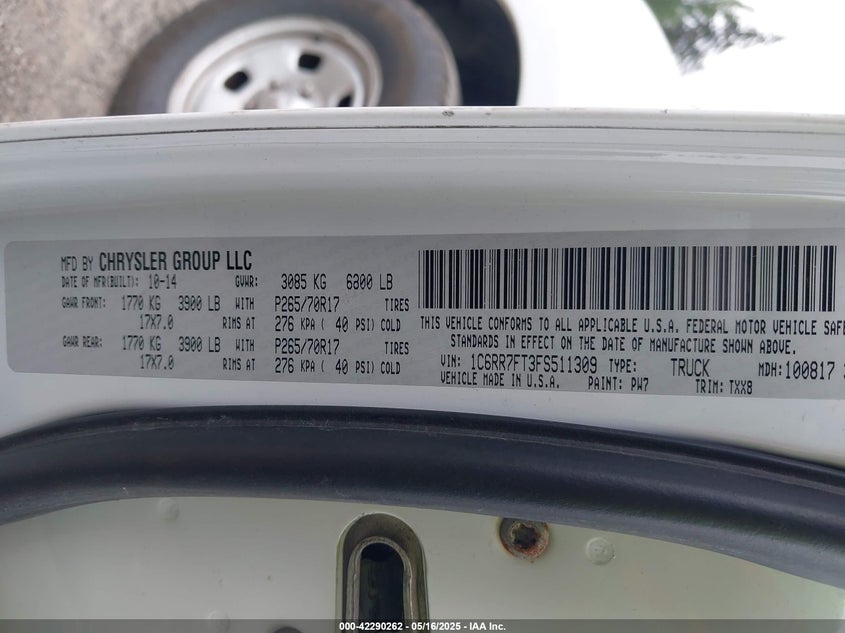 MFD BY CHRYSLER GROUP LLC
DATE OF MFR(BUILT): 10-14 GVWR: 3085 KG 6800 LB
GAWR FRONT: 1770 KG 3900 LB WITH P265/70R17 TIRES
17X7.0 RIMS AT 276 KPA ( 40 PSI) COLD
GAWR REAR: 1770 KG 3900 LB WITH P265/70R17 TIRES
17X7.0 RIMS AT 276 KPA ( 40 PSI) COLD
THIS VEHICLE CONFORMS TO ALL APPLICABLE U.S.A. FEDERAL MOTOR VEHICLE SAFE
STANDARDS IN EFFECT ON THE DATE OF MANUFACTURE SHOWN ABOVE.
VIN: 1C6RR7FT3FS511309 TYPE: TRUCK MDH:100817
VEHICLE MADE IN U.S.A. PAINT: PW7 TRIM: TXX8
000-42290262 - 05/16/2025 - IAA Inc.